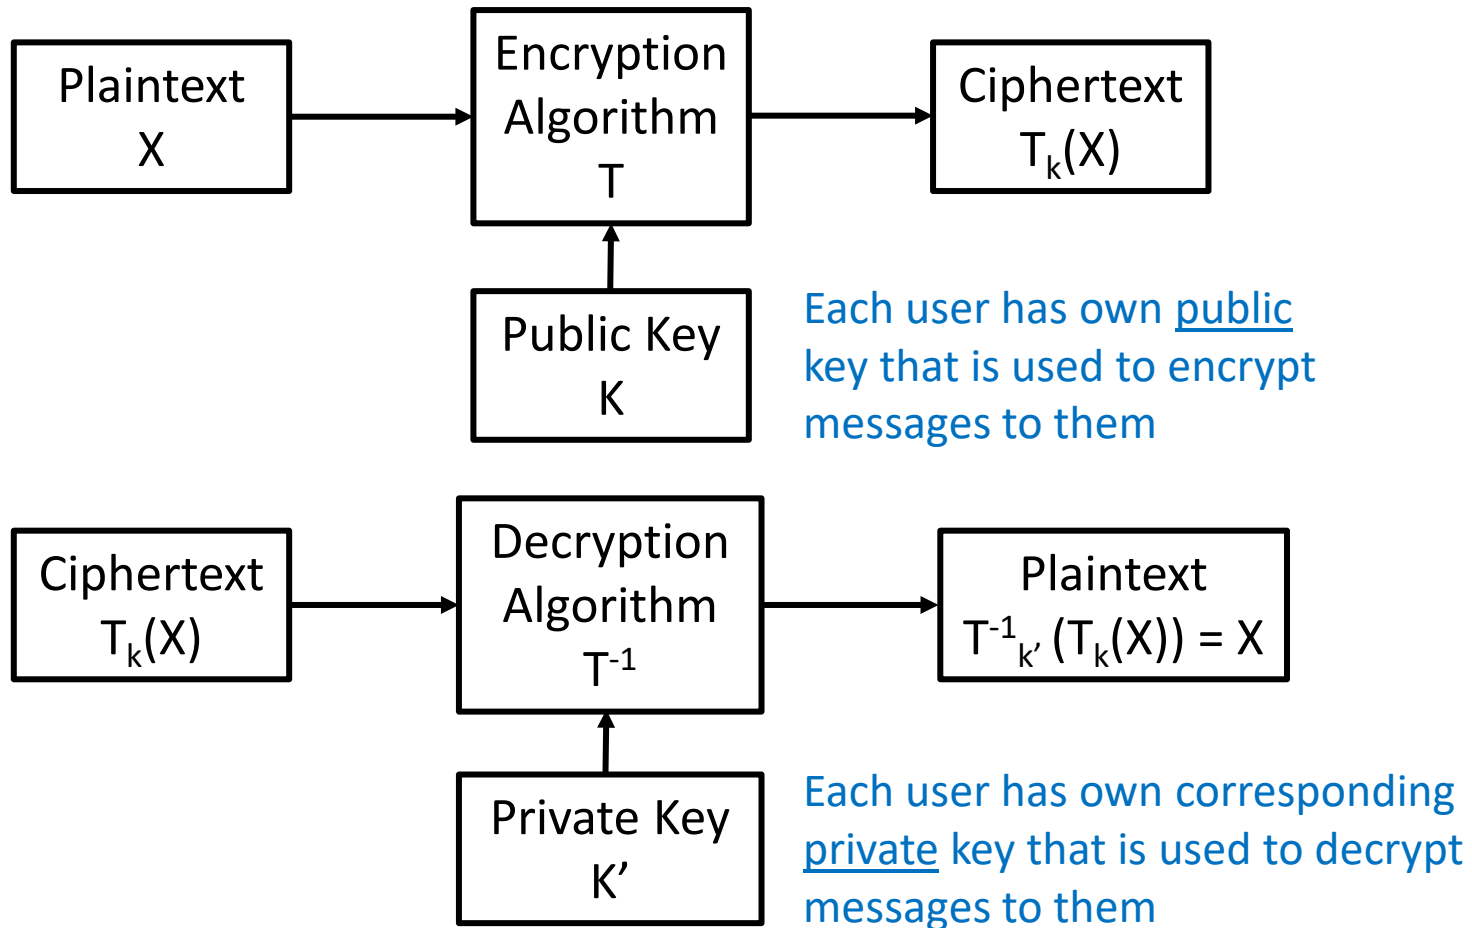 Plaintext
X
Encryption
Algorithm
T
Ciphertext
Tₖ(X)
Public Key
K
Each user has own public
key that is used to encrypt
messages to them
Ciphertext
Tₖ(X)
Decryption
Algorithm
T⁻¹
Plaintext
T⁻¹ₖ’ (Tₖ(X)) = X
Private Key
K’
Each user has own corresponding
private key that is used to decrypt
messages to them